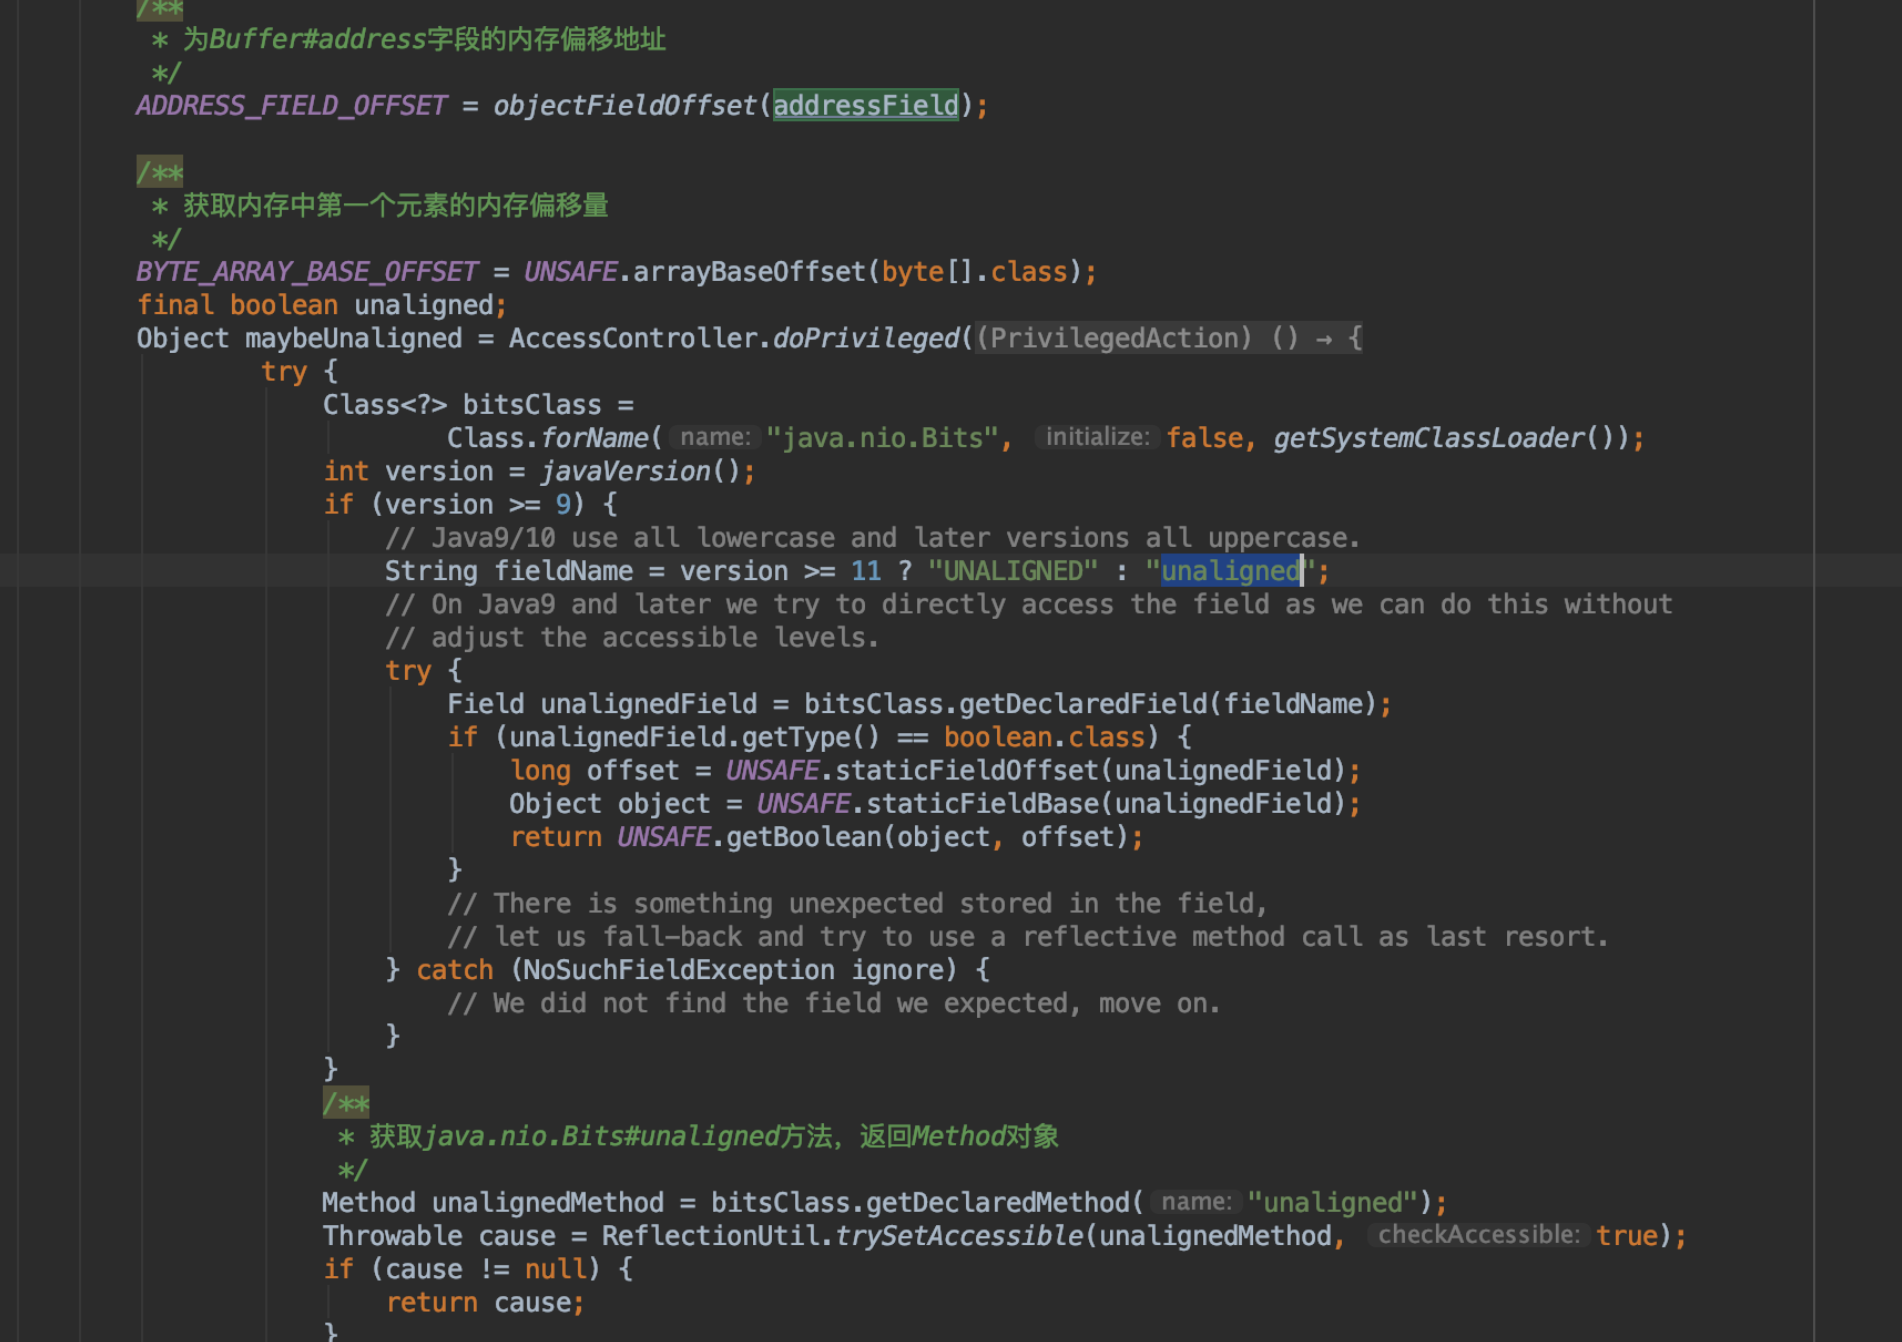 /**
* 为Buffer#address字段的内存偏移地址
*/
ADDRESS_FIELD_OFFSET = objectFieldOffset(addressField);
/**
* 获取内存中第一个元素的内存偏移量
*/
BYTE_ARRAY_BASE_OFFSET = UNSAFE.arrayBaseOffset(byte[].class);
final boolean unaligned;
Object maybeUnaligned = AccessController.doPrivileged((PrivilegedAction) () → {
try {
Class<?> bitsClass =
Class.forName( name: "java.nio.Bits", initialize: false, getSystemClassLoader());
int version = javaVersion();
if (version >= 9) {
// Java9/10 use all lowercase and later versions all uppercase.
String fieldName = version >= 11 ? "UNALIGNED" : "unaligned";
// On Java9 and later we try to directly access the field as we can do this without
// adjust the accessible levels.
try {
Field unalignedField = bitsClass.getDeclaredField(fieldName);
if (unalignedField.getType() == boolean.class) {
long offset = UNSAFE.staticFieldOffset(unalignedField);
Object object = UNSAFE.staticFieldBase(unalignedField);
return UNSAFE.getBoolean(object, offset);
}
// There is something unexpected stored in the field,
// let us fall-back and try to use a reflective method call as last resort.
} catch (NoSuchFieldException ignore) {
// We did not find the field we expected, move on.
}
}
/**
* 获取java.nio.Bits#unaligned方法，返回Method对象
*/
Method unalignedMethod = bitsClass.getDeclaredMethod( name: "unaligned");
Throwable cause = ReflectionUtil.trySetAccessible(unalignedMethod, checkAccessible: true);
if (cause != null) {
return cause;
}